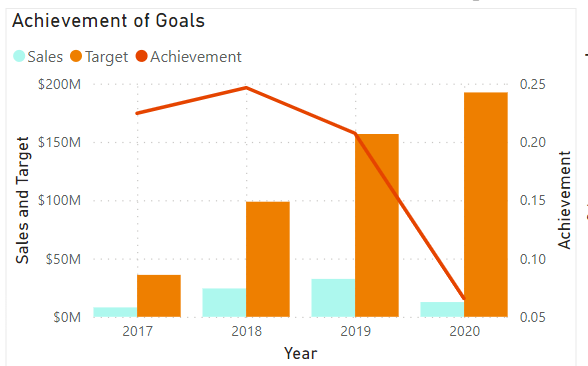 Achievement of Goals
Sales Target Achievement
$200M
$150M
$100M
$50M
$0M
Sales and Target
0.25
0.20
0.15
0.10
0.05
Achievement
2017 2018 2019 2020
Year